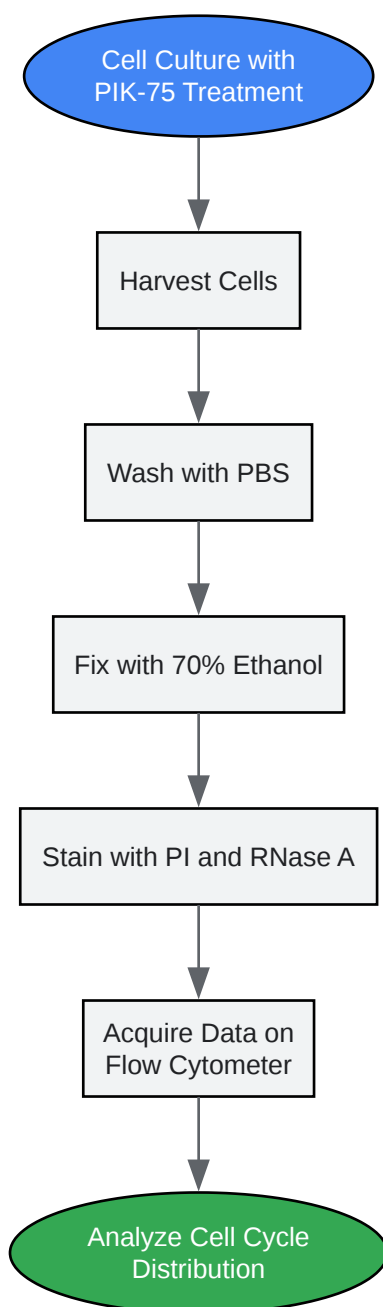 Cell Culture with
PIK-75 Treatment
Harvest Cells
Wash with PBS
Fix with 70% Ethanol
Stain with PI and RNase A
Acquire Data on
Flow Cytometer
Analyze Cell Cycle
Distribution